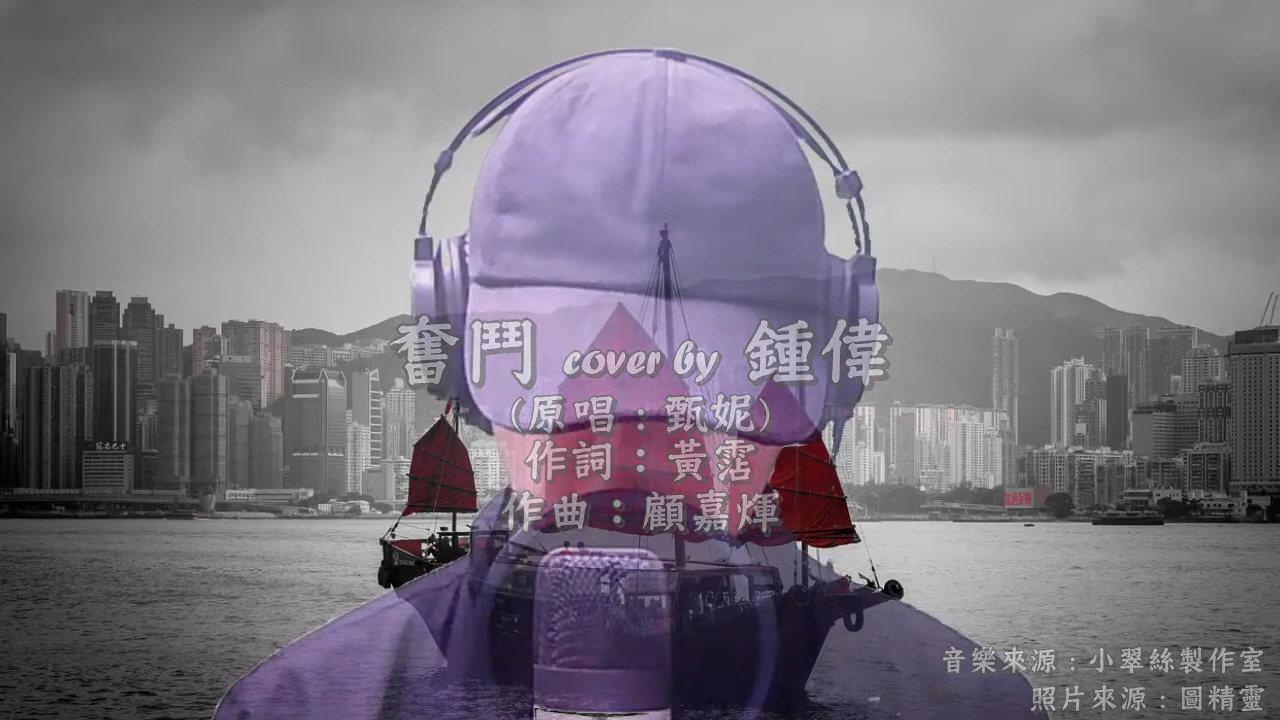 奮鬥 cover by 鍾偉
（原唱：甄妮）
作詞：黃霑
作曲：顧嘉煇
音樂來源：小翠絲製作室
照片來源：圖精靈